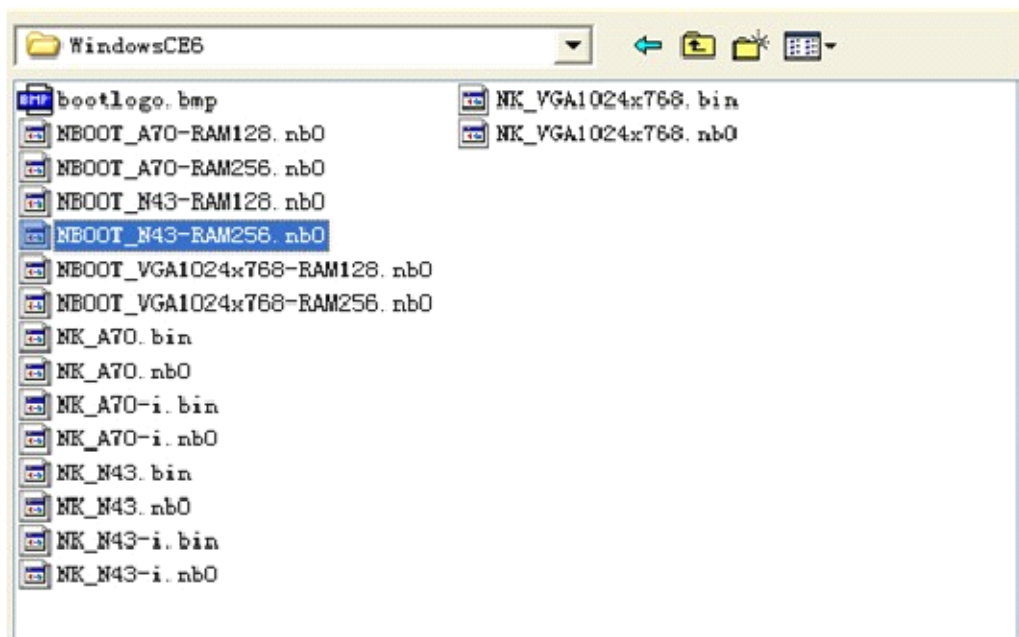 WindowsCE6
bootlogo.bmp
NBOOT_A70-RAM128.nb0
NBOOT_A70-RAM256.nb0
NBOOT_N43-RAM128.nb0
NBOOT_N43-RAM256.nb0
NBOOT_VGA1024x768-RAM128.nb0
NBOOT_VGA1024x768-RAM256.nb0
NK_A70.bin
NK_A70.nb0
NK_A70-i.bin
NK_A70-i.nb0
NK_N43.bin
NK_N43.nb0
NK_N43-i.bin
NK_N43-i.nb0
NK_VGA1024x768.bin
NK_VGA1024x768.nb0